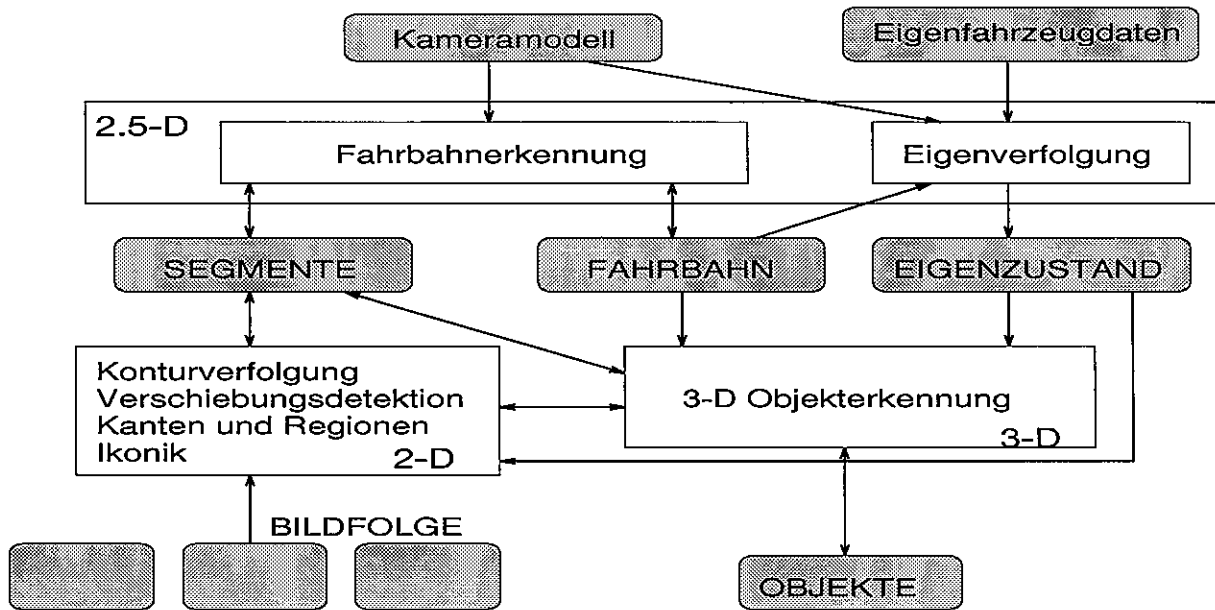 Kameramodell
Eigenfahrzeugdaten
2.5-D
Fahrbahnerkennung
Eigenverfolgung
SEGMENTE
FAHRBAHN
EIGENZUSTAND
Konturverfolgung
Verschiebungsdetektion
Kanten und Regionen
Ikonik
2-D
3-D Objekterkennung
3-D
BILDFOLGE
OBJEKTE